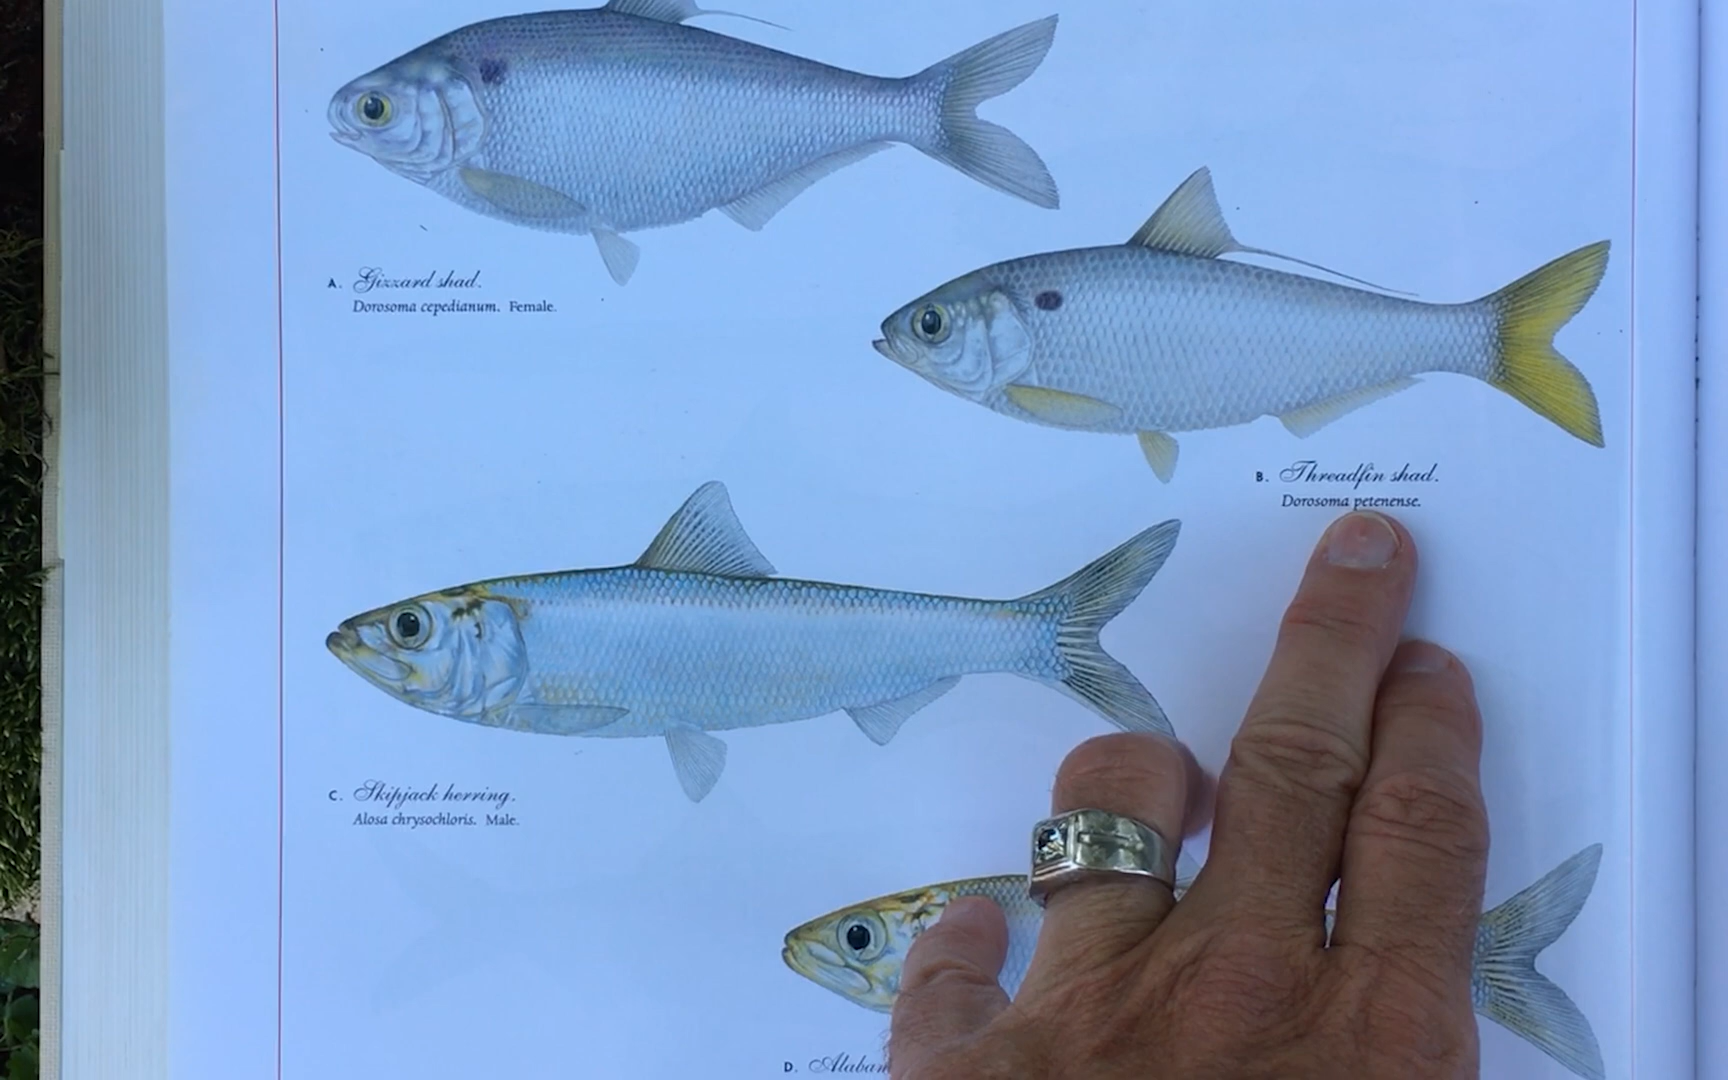 A. Gizzard shad.
Dorosoma cepedianum. Female.
B. Threadfin shad.
Dorosoma petenense.
C. Skipjack herring.
Alosa chrysochloris. Male.
D.